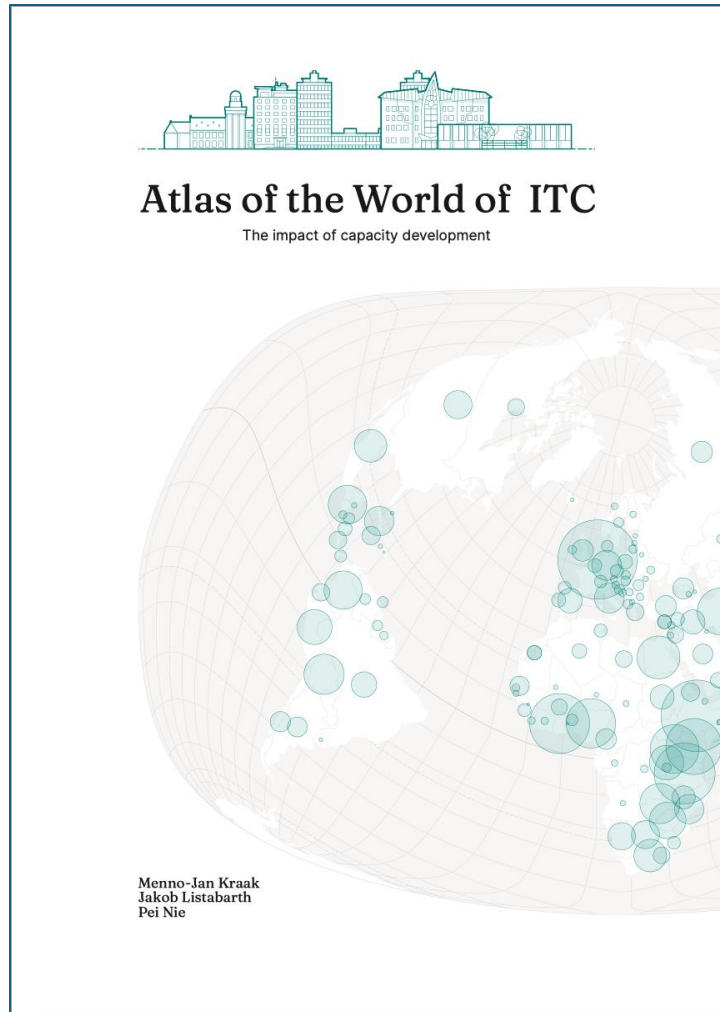 Atlas of the World of ITC
The impact of capacity development
Menno-Jan Kraak
Jakob Listabarth
Pei Nie